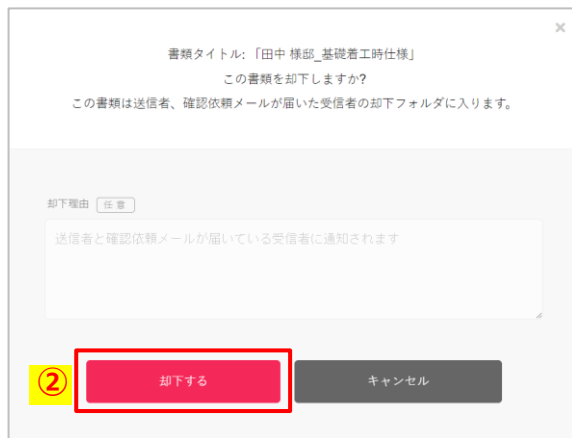 ×
書類タイトル: 「田中 様邸_基礎着工時仕様」
この書類を却下しますか?
この書類は送信者、確認依頼メールが届いた受信者の却下フォルダに入ります。
却下理由 任意
送信者と確認依頼メールが届いている受信者に通知されます
② 却下する キャンセル